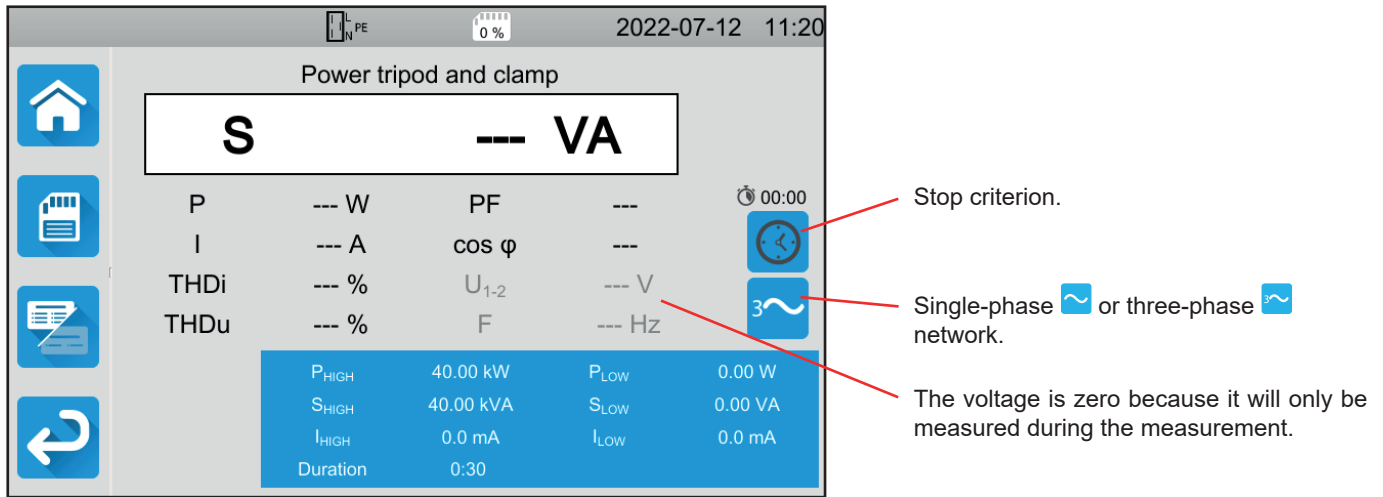 L
N PE
0 %
2022-07-12 11:20
Power tripod and clamp
S --- VA
P --- W PF ---
I --- A cos φ ---
THDi --- % U1-2 --- V
THDu --- % F --- Hz
00:00
3
PHIGH 40.00 kW PLOW 0.00 W
SHIGH 40.00 kVA SLOW 0.00 VA
IHIGH 0.0 mA ILOW 0.0 mA
Duration 0:30
Stop criterion.
Single-phase or three-phase 3
network.
The voltage is zero because it will only be
measured during the measurement.